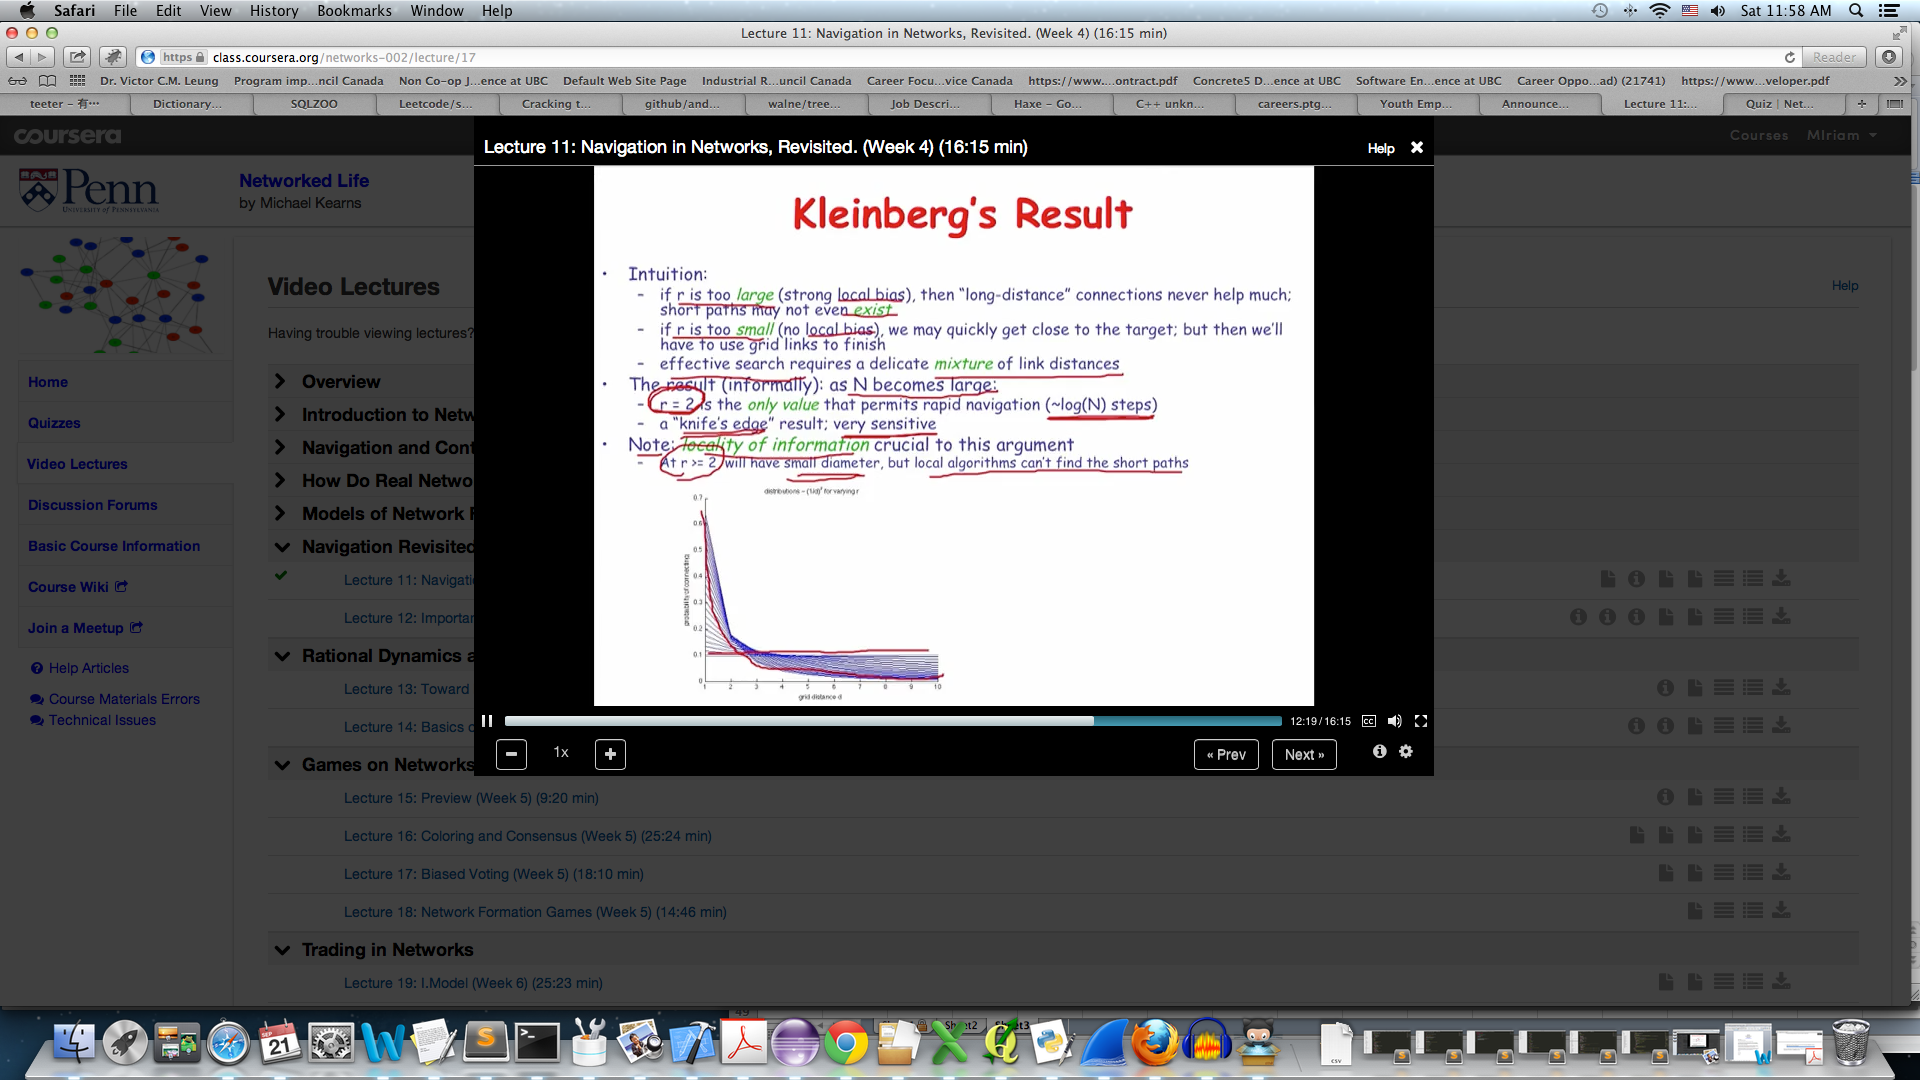 Safari File Edit View History Bookmarks Window Help Sat 11:58 AM
Lecture 11: Navigation in Networks, Revisited. (Week 4) (16:15 min)
https class.coursera.org/networks-002/lecture/17 Reader
Dr. Victor C.M. Leung Program imp...ncil Canada Non Co-op J...ence at UBC Default Web Site Page Industrial R...uncil Canada Career Focu...vice Canada https://www....ontract.pdf Concrete5 D...ence at UBC Software En...ence at UBC Career Oppo...ad) (21741) https://www...veloper.pdf
teeter – 有... Dictionary... SQLZOO Leetcode/s... Cracking t... github/and... walne/tree... Job Descri... Haxe – Go... C++ unkn... careers.ptg... Youth Emp... Announce... Lecture 11:... Quiz | Net...
coursera Courses MIriam
Lecture 11: Navigation in Networks, Revisited. (Week 4) (16:15 min) Help
Penn
UNIVERSITY of PENNSYLVANIA
Networked Life
by Michael Kearns
Home
Quizzes
Video Lectures
Discussion Forums
Basic Course Information
Course Wiki
Join a Meetup
Help Articles
Course Materials Errors
Technical Issues
Video Lectures
Help
Having trouble viewing lectures?
Overview
Introduction to Netw
Navigation and Cont
How Do Real Netwo
Models of Network F
Navigation Revisited
Lecture 11: Navigati
Lecture 12: Importan
Rational Dynamics a
Lecture 13: Toward
Lecture 14: Basics o
Games on Networks
Lecture 15: Preview (Week 5) (9:20 min)
Lecture 16: Coloring and Consensus (Week 5) (25:24 min)
Lecture 17: Biased Voting (Week 5) (18:10 min)
Lecture 18: Network Formation Games (Week 5) (14:46 min)
Trading in Networks
Lecture 19: I.Model (Week 6) (25:23 min)
Kleinberg's Result
• Intuition:
- if r is too large (strong local bias), then “long-distance” connections never help much;
short paths may not even exist
- if r is too small (no local bias), we may quickly get close to the target; but then we'll
have to use grid links to finish
- effective search requires a delicate mixture of link distances
• The result (informally): as N becomes large:
- r = 2 is the only value that permits rapid navigation (~log(N) steps)
- a “knife's edge” result; very sensitive
• Note: locality of information crucial to this argument
- At r >= 2 will have small diameter, but local algorithms can't find the short paths
distributions ~ (1/d)^r for varying r
0.7
0.6
0.5
0.4
0.3
0.2
0.1
0
probability of connecting
1 2 3 4 5 6 7 8 9 10
grid distance d
12:19 / 16:15 CC
1x
« Prev Next »
49 Sheet2 Sheet3
SEP
21
CSV